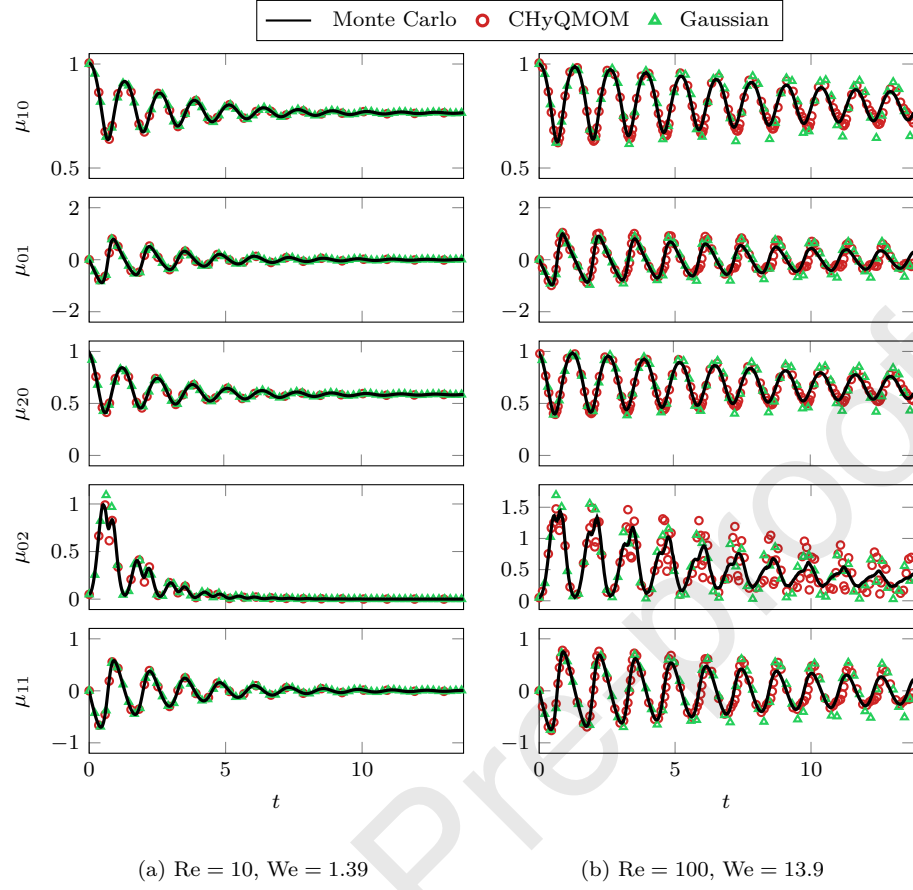 Monte Carlo CHyQMOM Gaussian
1
0.5
μ10
2
0
−2
μ01
1
0.5
0
μ20
1
0.5
0
μ02
1.5
1
0.5
0
1
0
−1
μ11
0 5 10
t
0 5 10
t
(a) Re = 10, We = 1.39
(b) Re = 100, We = 13.9
Pre-proof